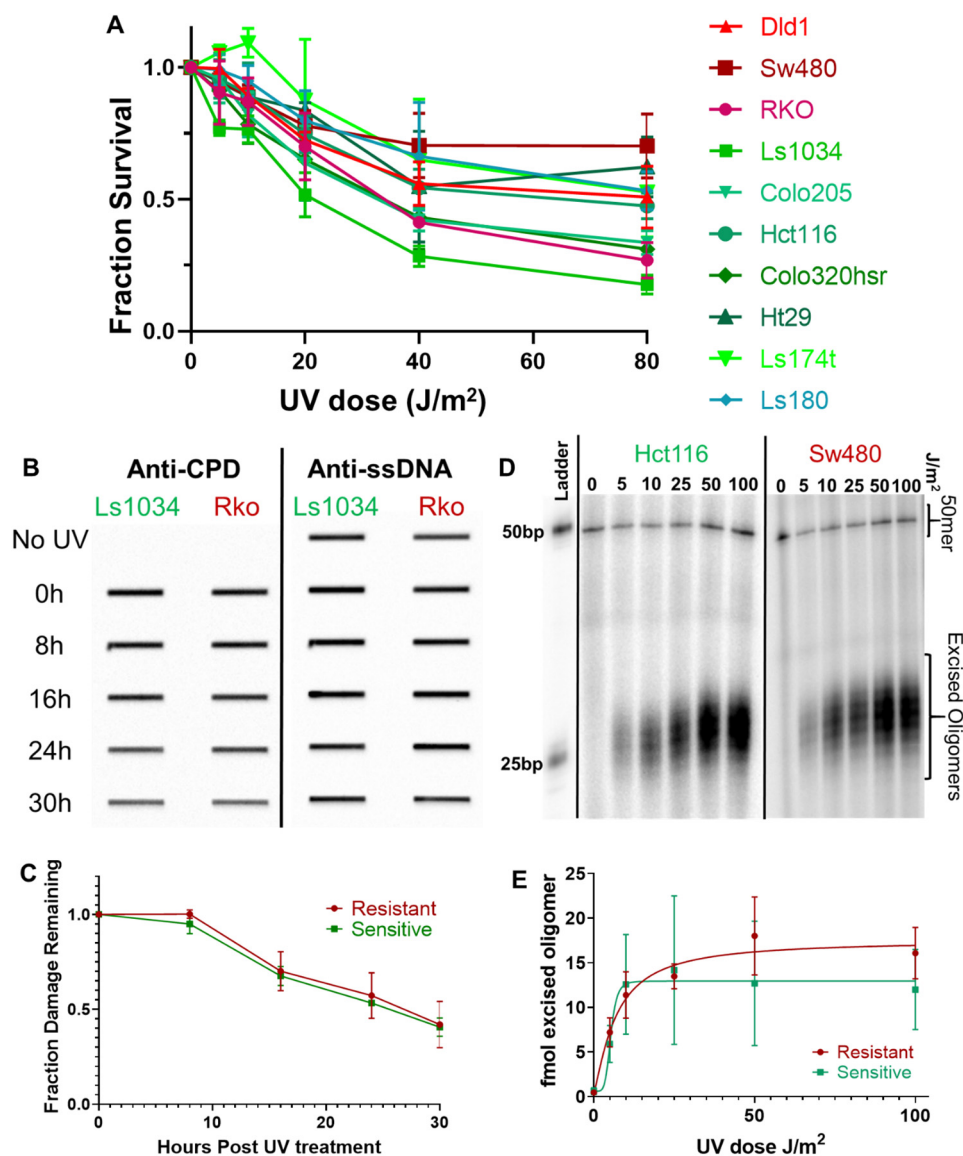 A
Fraction Survival
1.0
0.5
0.0
0 20 40 60 80
UV dose (J/m²)
Dld1
Sw480
RKO
Ls1034
Colo205
Hct116
Colo320hsr
Ht29
Ls174t
Ls180
B
Anti-CPD Anti-ssDNA
Ls1034 Rko Ls1034 Rko
No UV
0h
8h
16h
24h
30h
D
Ladder
Hct116 Sw480
0 5 10 25 50 100 0 5 10 25 50 100 J/m²
50bp
50mer
Excised Oligomers
25bp
C
Fraction Damage Remaining
1.0
0.5
0.0
0 10 20 30
Hours Post UV treatment
Resistant
Sensitive
E
fmol excised oligomer
25
20
15
10
5
0
0 50 100
UV dose J/m²
Resistant
Sensitive